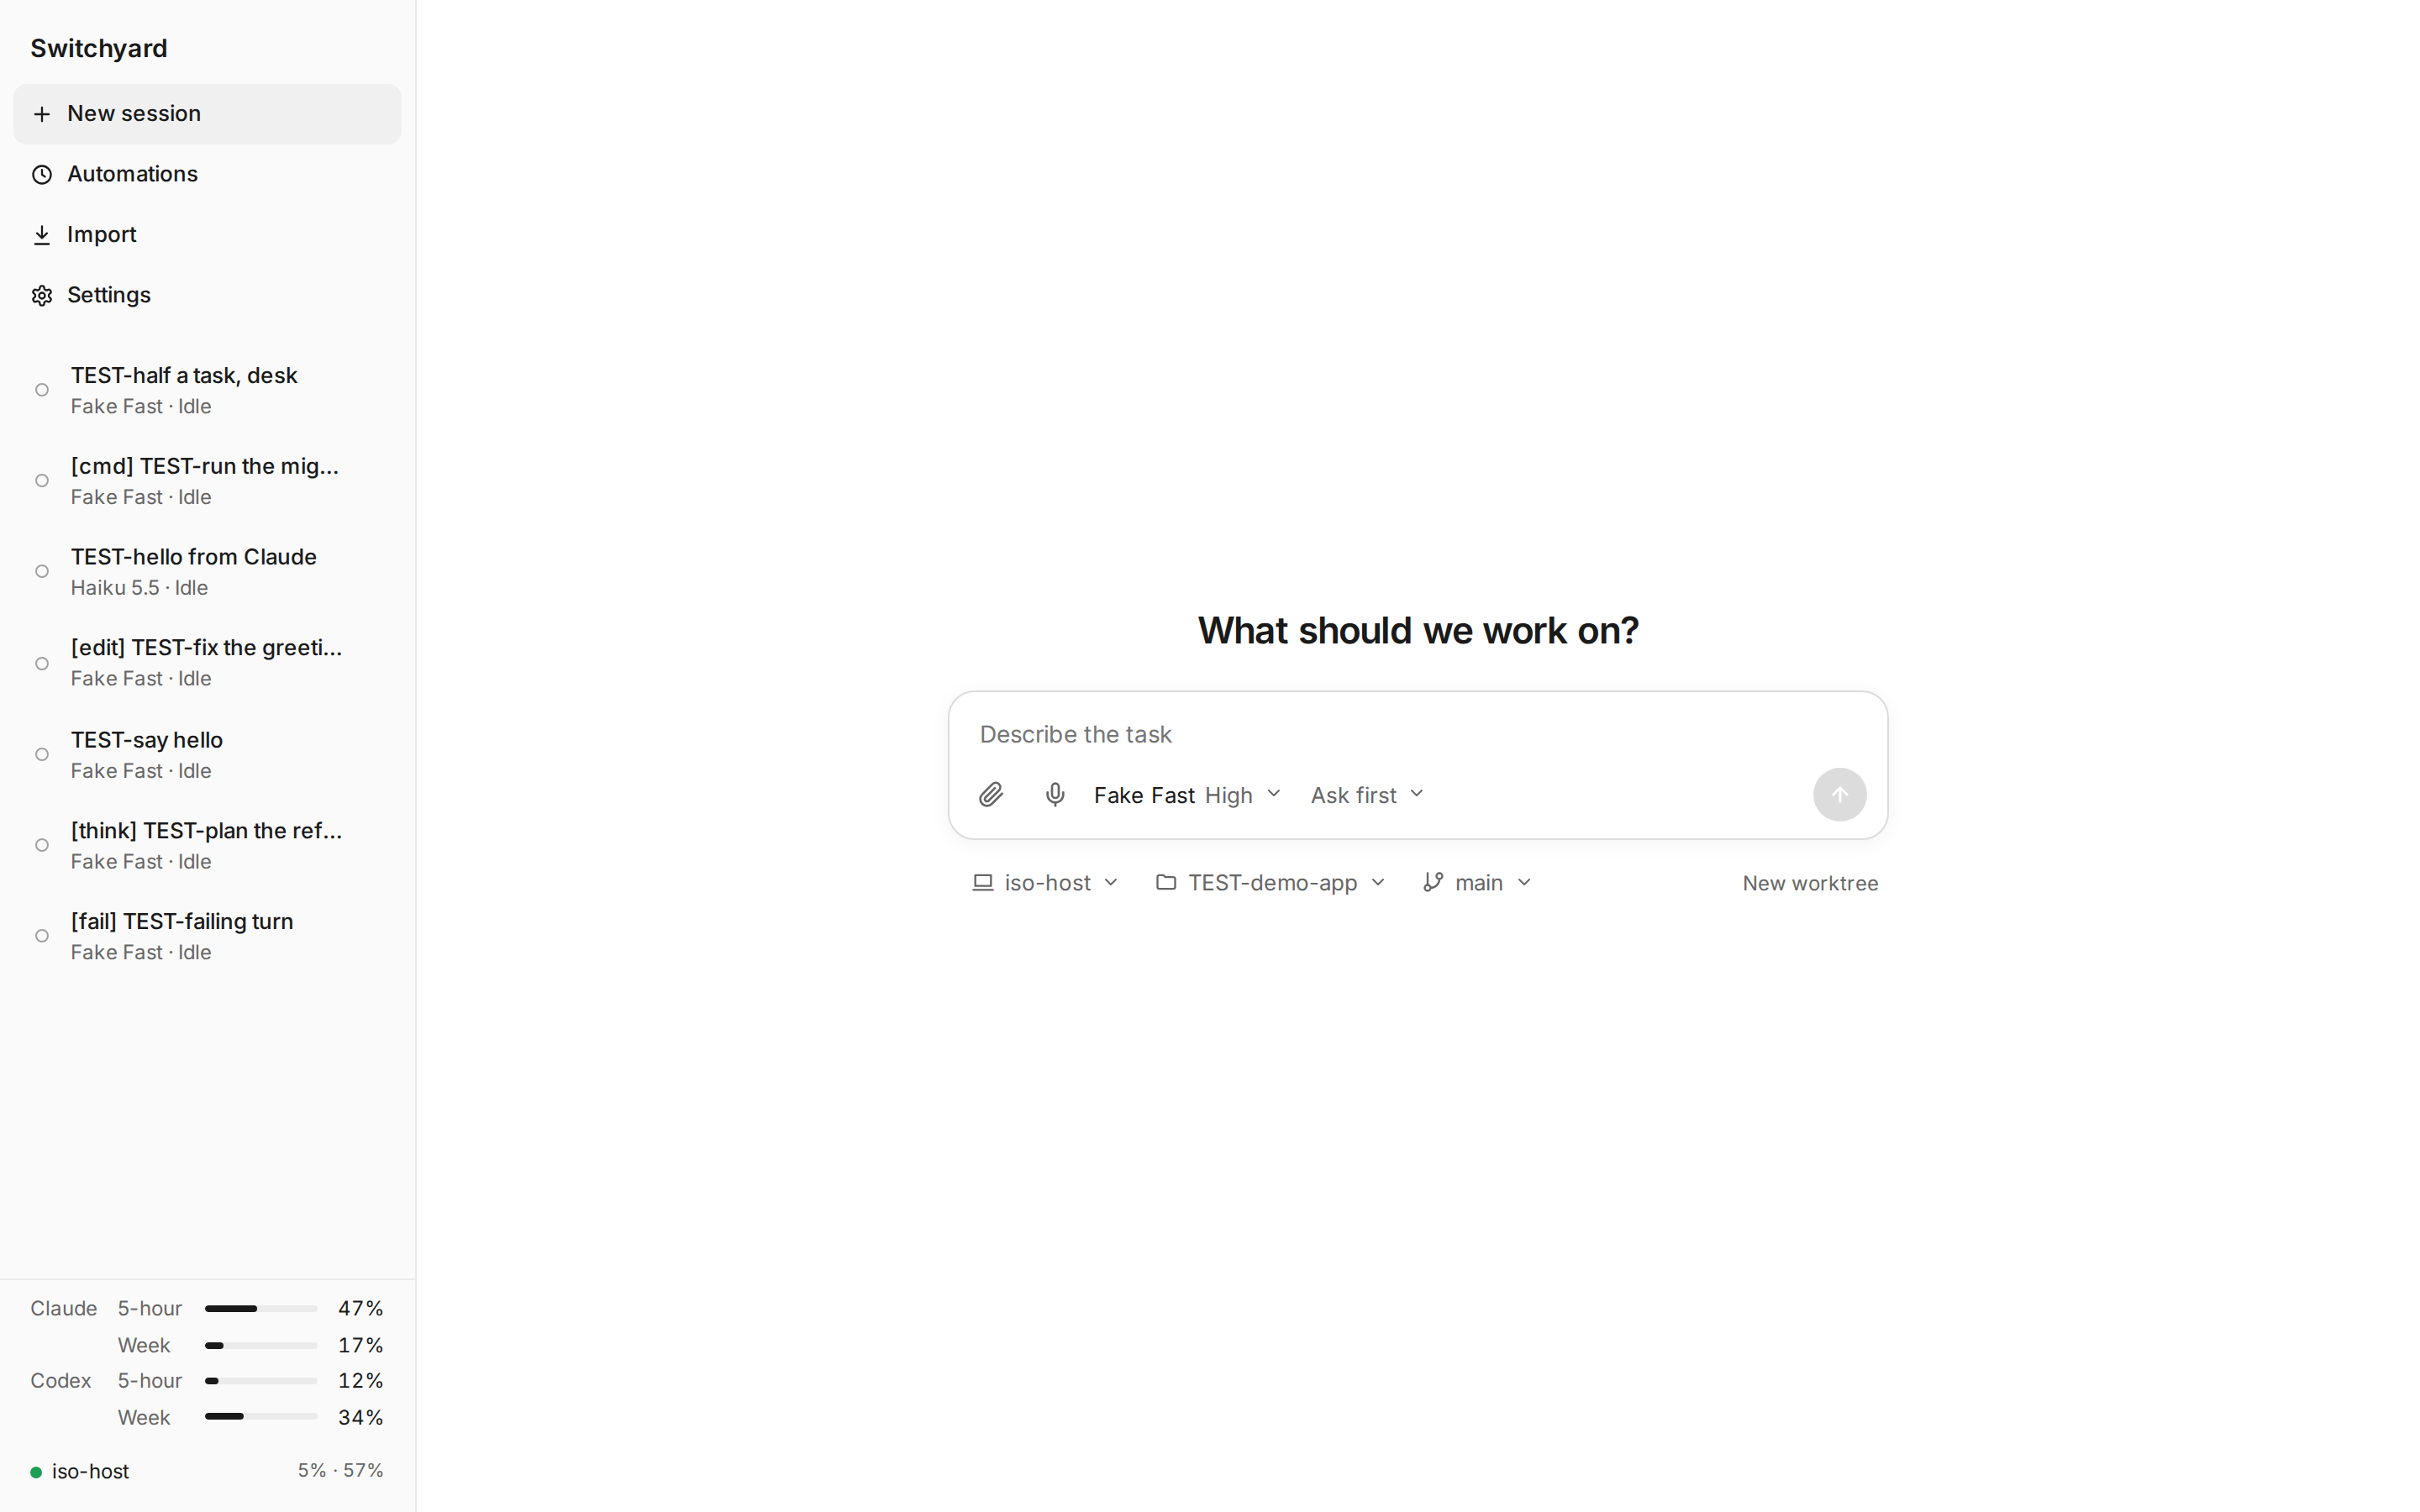 Switchyard
New session
Automations
Import
Settings
TEST-half a task, desk
Fake Fast · Idle
[cmd] TEST-run the mig...
Fake Fast · Idle
TEST-hello from Claude
Haiku 5.5 · Idle
[edit] TEST-fix the greeti...
Fake Fast · Idle
TEST-say hello
Fake Fast · Idle
[think] TEST-plan the ref...
Fake Fast · Idle
[fail] TEST-failing turn
Fake Fast · Idle
Claude 5-hour 47%
Week 17%
Codex 5-hour 12%
Week 34%
iso-host 5% · 57%
What should we work on?
Describe the task
Fake Fast High Ask first
iso-host TEST-demo-app main New worktree